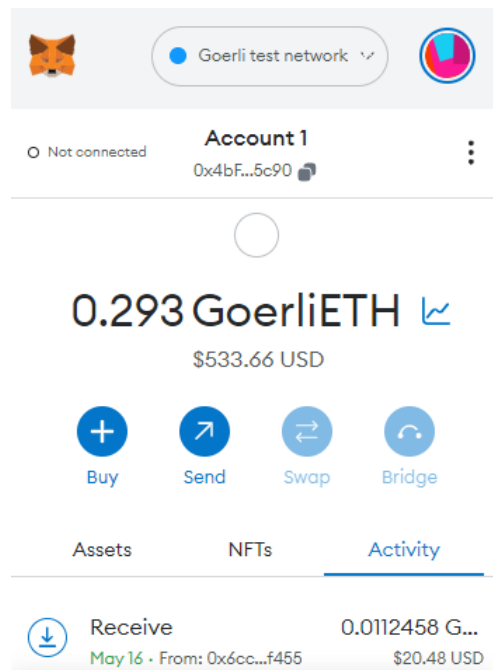 Goerli test network
Not connected
Account 1
0x4bF...5c90
0.293 GoerliETH
$533.66 USD
Buy Send Swap Bridge
Assets NFTs Activity
Receive 0.0112458 G...
May 16 · From: 0x6cc...f455 $20.48 USD